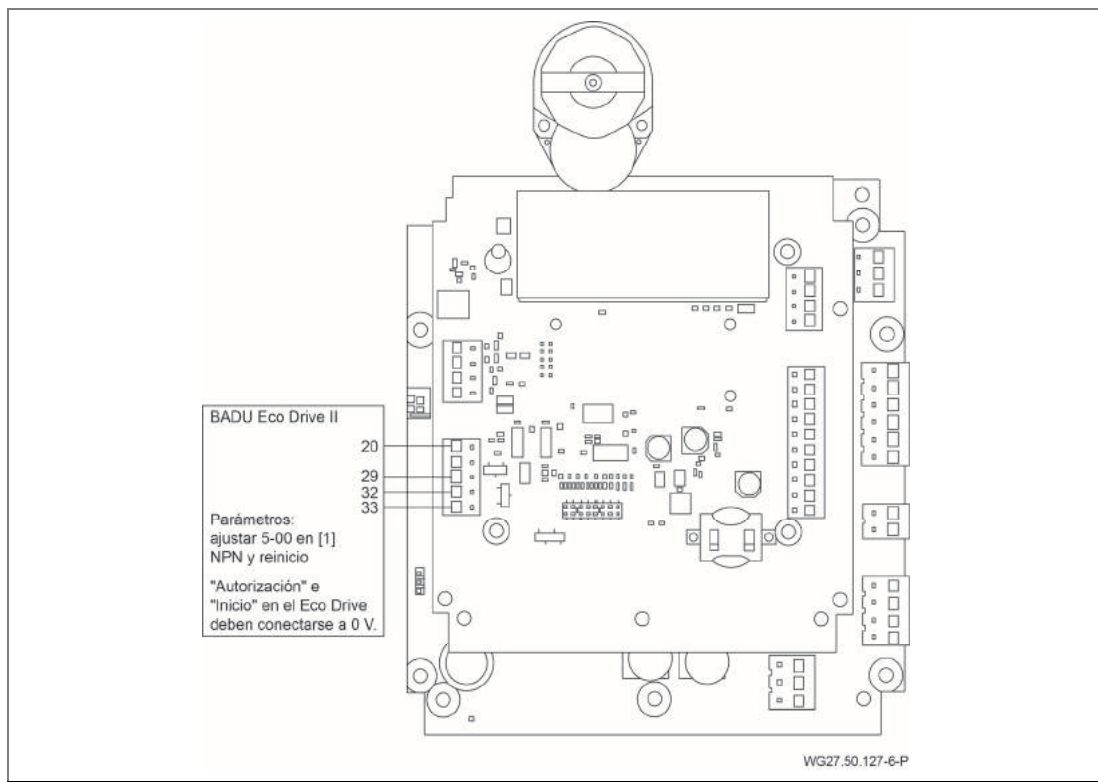 BADU Eco Drive II
20
29
32
33
Parámetros:
ajustar 5-00 en [1]
NPN y reinicio
"Autorización" e
"Inicio" en el Eco Drive
deben conectarse a 0 V.
WG27.50.127-6-P